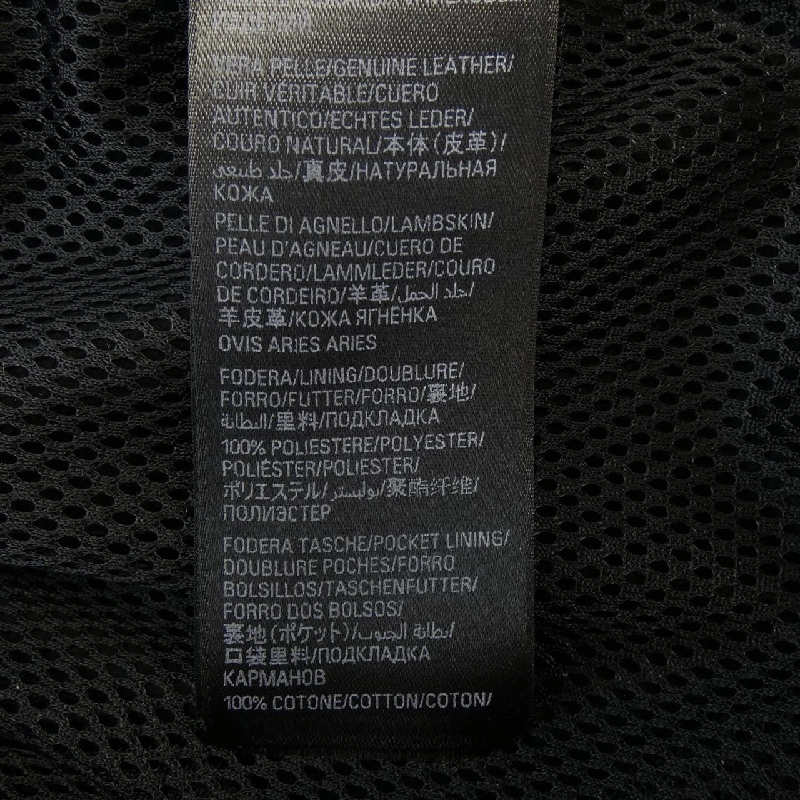 VERA PELLE/GENUINE LEATHER/
CUIR VÉRITABLE/CUERO
AUTENTICO/ECHTES LEDER/
COURO NATURAL/本体(皮革)/
جلد طبيعي/真皮/НАТУРАЛЬНАЯ
КОЖА
PELLE DI AGNELLO/LAMBSKIN/
PEAU D'AGNEAU/CUERO DE
CORDERO/LAMMLEDER/COURO
DE CORDEIRO/羊革/جلد الحمل/
羊皮革/КОЖА ЯГНЕНКА
OVIS ARIES ARIES
FODERA/LINING/DOUBLURE/
FORRO/FUTTER/FORRO/裏地/
البطانة/里料/ПОДКЛАДКА
100% POLIESTERE/POLYESTER/
POLIÉSTER/POLIESTER/
ポリエステル/بوليستر/聚酯纤维/
ПОЛИЭСТЕР
FODERA TASCHE/POCKET LINING/
DOUBLURE POCHES/FORRO
BOLSILLOS/TASCHENFUTTER/
FORRO DOS BOLSOS/
裏地(ポケット)/بطانة الجيوب/
口袋里料/ПОДКЛАДКА
КАРМАНОВ
100% COTONE/COTTON/COTON/